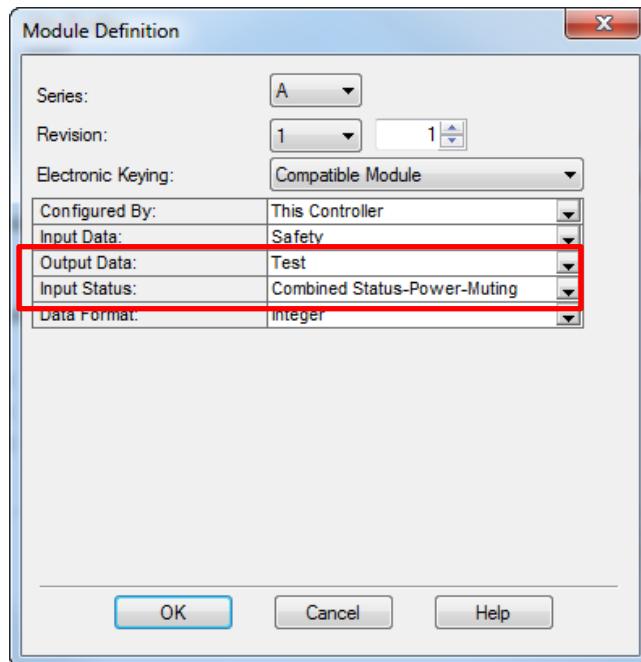 Module Definition
Series: A
Revision: 1 1
Electronic Keying: Compatible Module
Configured By: This Controller
Input Data: Safety
Output Data: Test
Input Status: Combined Status-Power-Muting
Data Format: Integer
OK Cancel Help